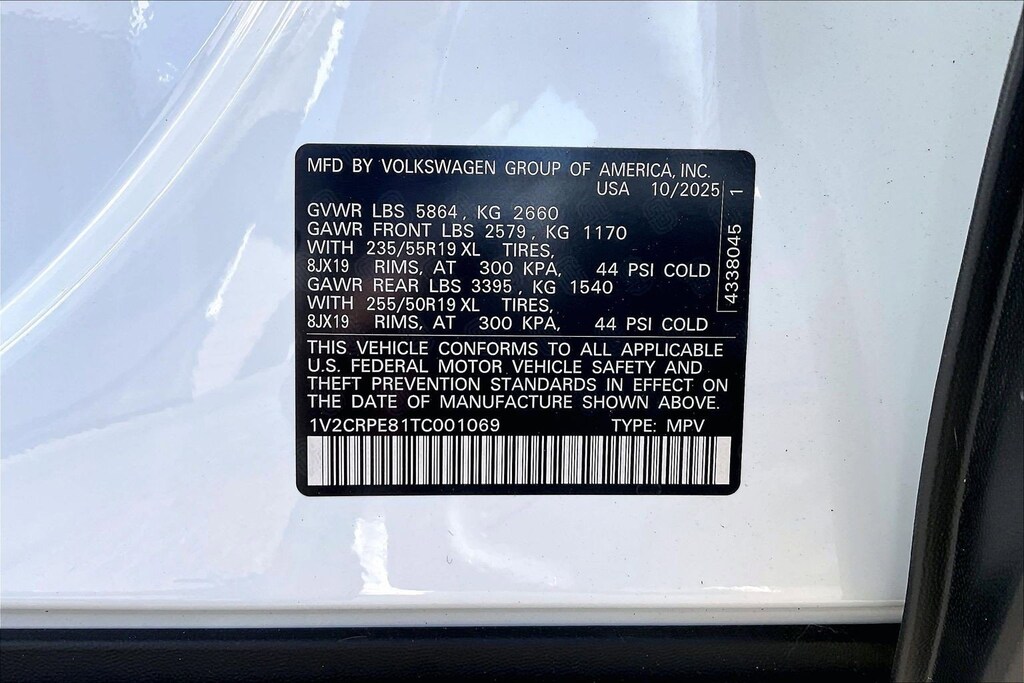 MFD BY VOLKSWAGEN GROUP OF AMERICA, INC.
USA 10/2025
GVWR LBS 5864, KG 2660
GAWR FRONT LBS 2579, KG 1170
WITH 235/55R19 XL TIRES,
8JX19 RIMS, AT 300 KPA, 44 PSI COLD
GAWR REAR LBS 3395, KG 1540
WITH 255/50R19 XL TIRES,
8JX19 RIMS, AT 300 KPA, 44 PSI COLD
THIS VEHICLE CONFORMS TO ALL APPLICABLE
U.S. FEDERAL MOTOR VEHICLE SAFETY AND
THEFT PREVENTION STANDARDS IN EFFECT ON
THE DATE OF MANUFACTURE SHOWN ABOVE.
1V2CRPE81TC001069 TYPE: MPV
4338045 1